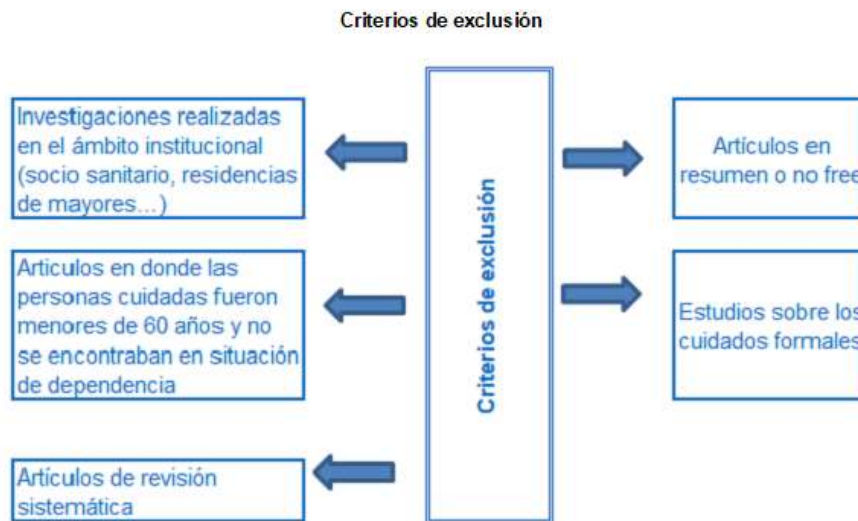 Criterios de exclusión
Investigaciones realizadas
en el ámbito institucional
(socio sanitario, residencias
de mayores...)
Articulos en donde las
personas cuidadas fueron
menores de 60 años y no
se encontraban en situación
de dependencia
Artículos de revisión
sistemática
Criterios de exclusión
Artículos en
resumen o no free
Estudios sobre los
cuidados formales